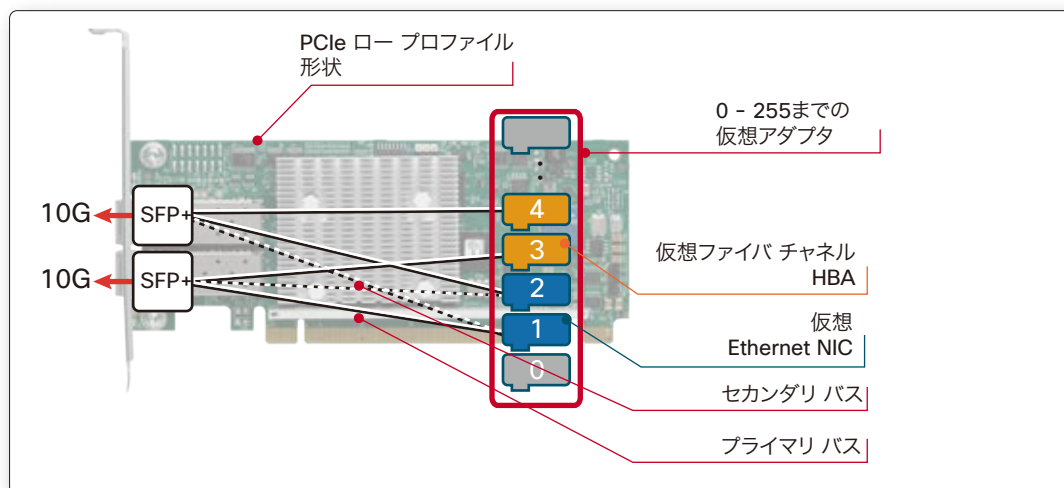 PCIe ロー プロファイル
形状
0 - 255までの
仮想アダプタ
10G
SFP+
4
仮想ファイバ チャネル
HBA
3
10G
SFP+
2
仮想
Ethernet NIC
1
0
セカンダリ バス
プライマリ バス